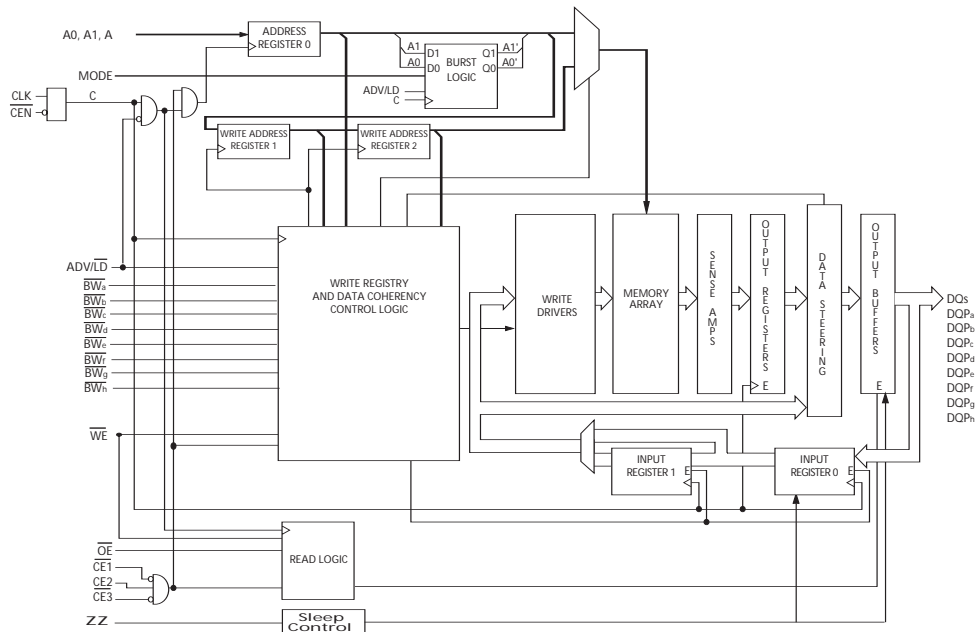 A0, A1, A
ADDRESS
REGISTER 0
MODE
A1
A0
D1
D0
BURST
LOGIC
Q1
Q0
A1'
A0'
ADV/LD
C
CLK
CEN
C
WRITE ADDRESS
REGISTER 1
WRITE ADDRESS
REGISTER 2
ADV/LD
BWa
BWb
BWc
BWd
BWe
BWf
BWg
BWh
WE
WRITE REGISTRY
AND DATA COHERENCY
CONTROL LOGIC
WRITE
DRIVERS
MEMORY
ARRAY
SENSE AMPS
OUTPUT REGISTERS
E
DATA STEERING
OUTPUT BUFFERS
E
DQs
DQPa
DQPb
DQPc
DQPd
DQPe
DQPf
DQPg
DQPh
INPUT
REGISTER 1
E
INPUT
REGISTER 0
E
OE
CE1
CE2
CE3
READ LOGIC
ZZ
Sleep
Control